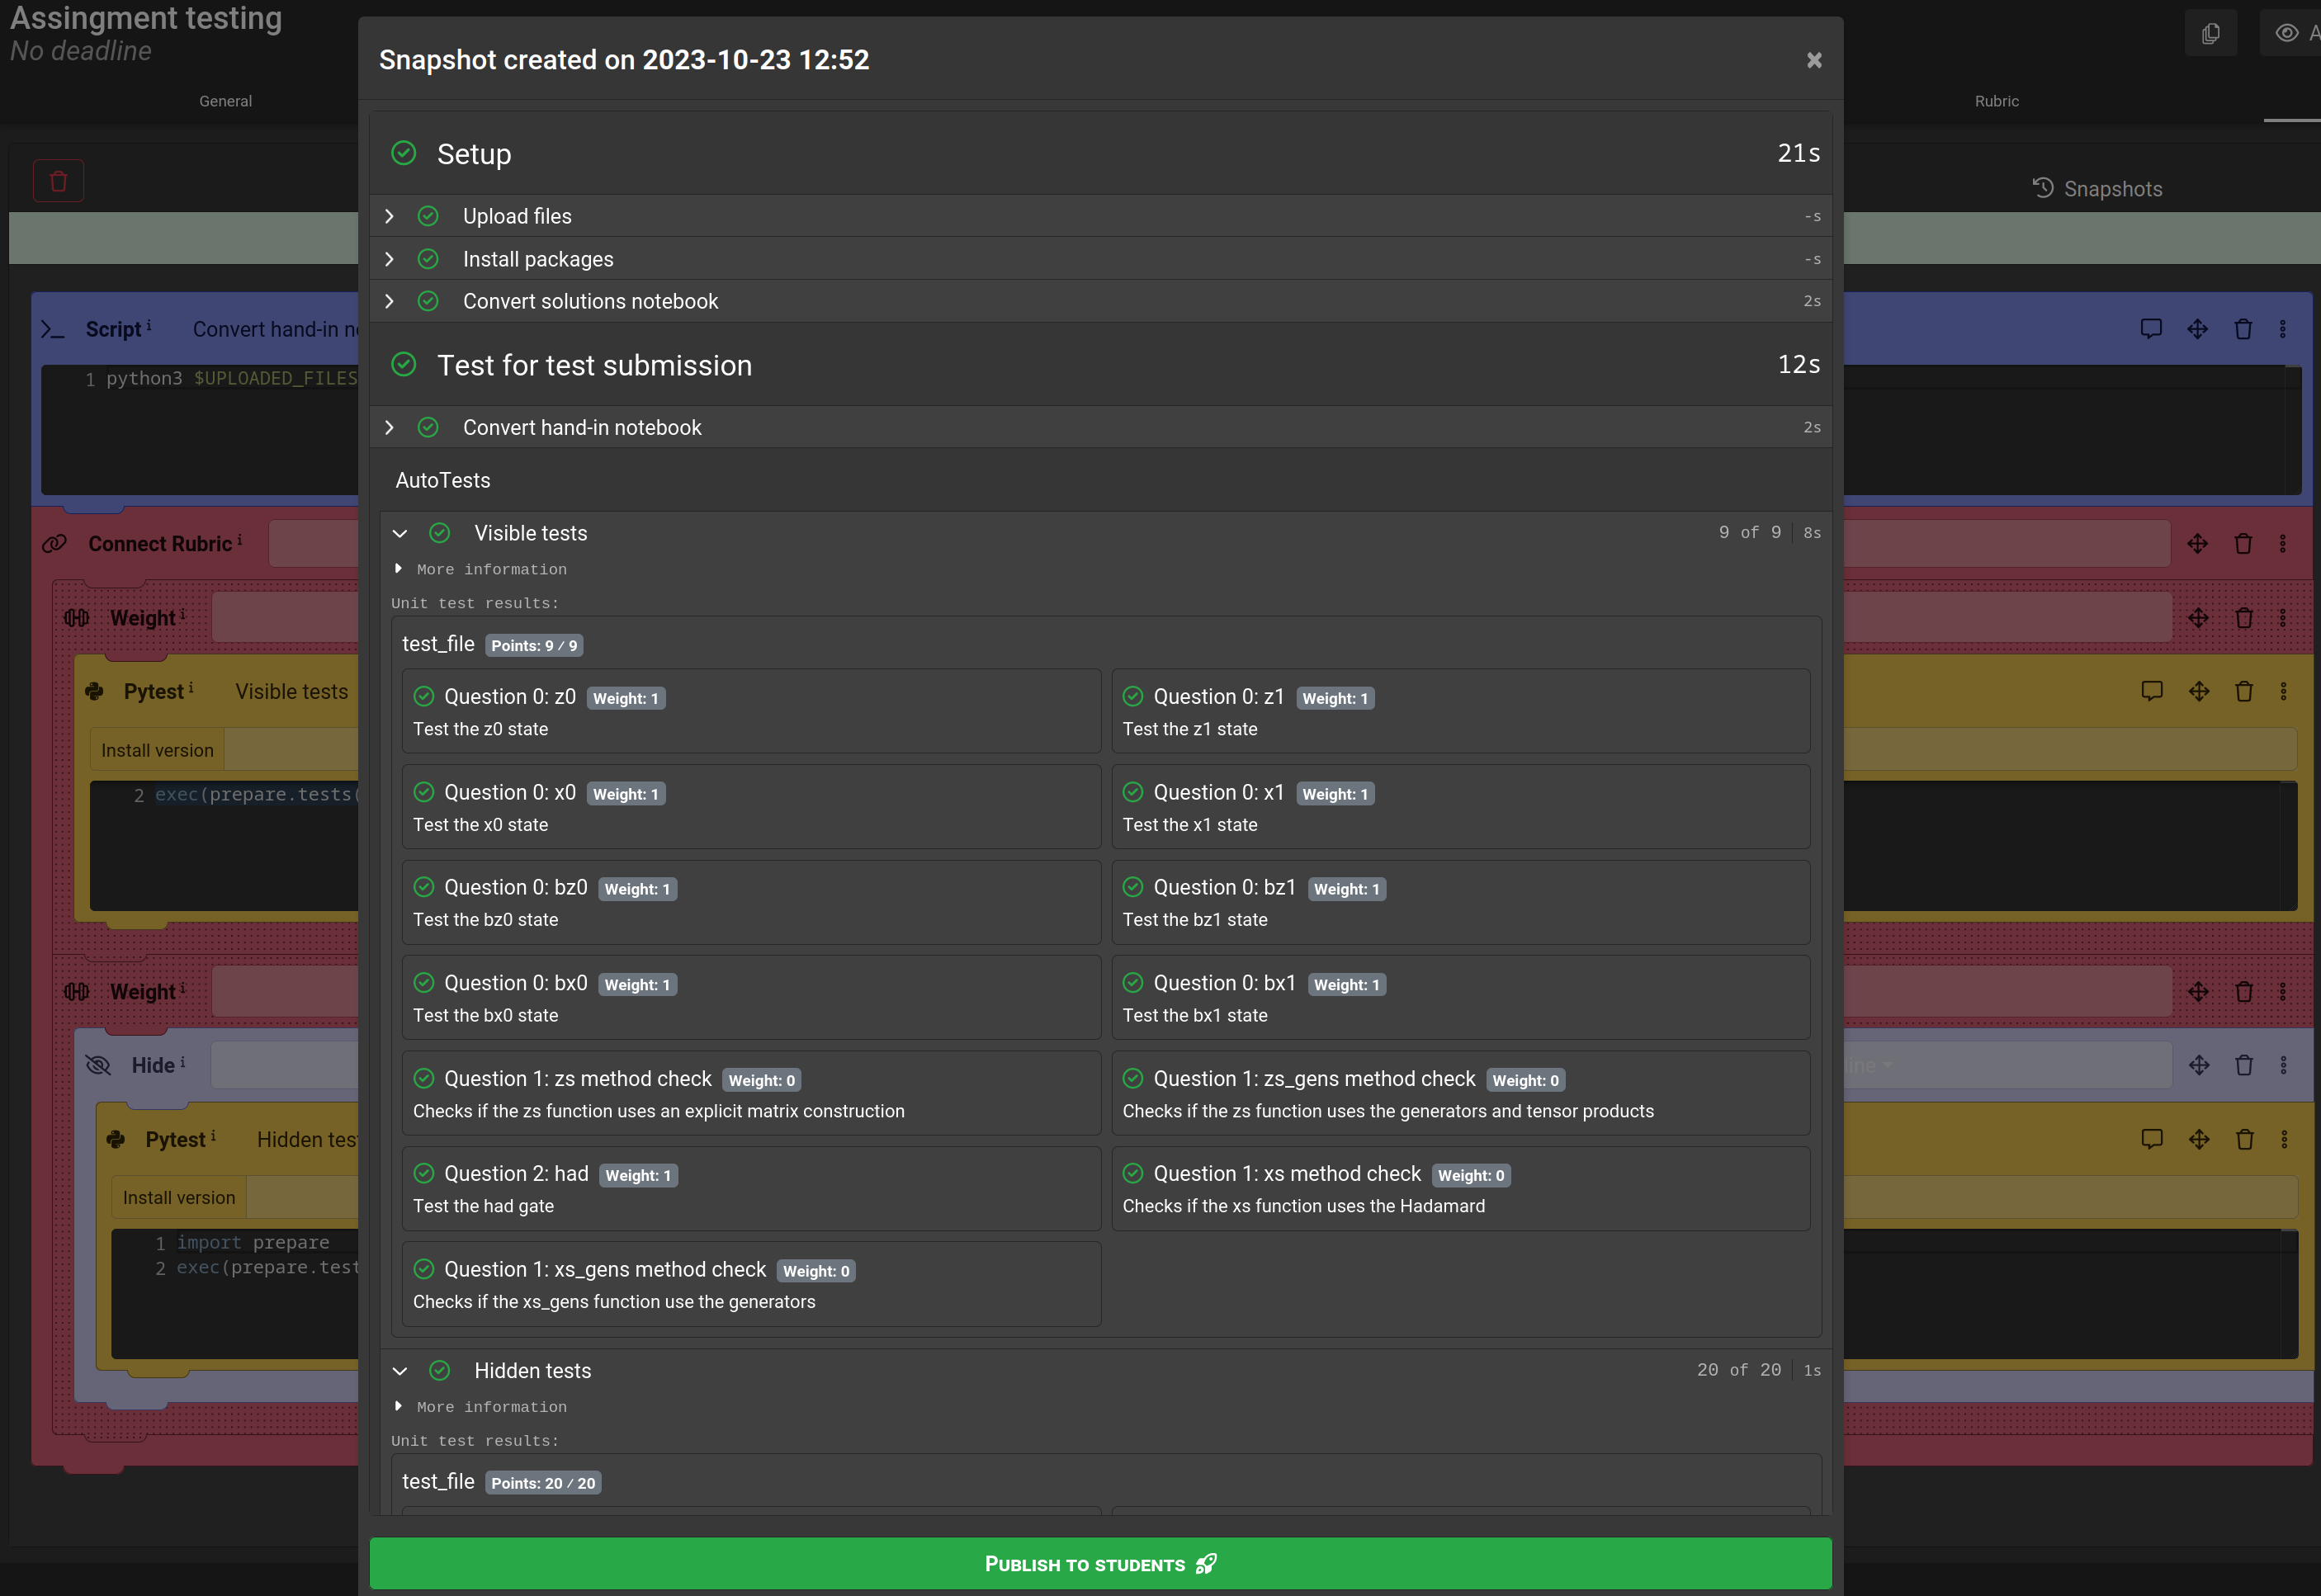 Assingment testing
No deadline
General
Rubric
Snapshots
Script i Convert hand-in
1 python3 $UPLOADED_FILES
Connect Rubric i
Weight i
Pytest i Visible tests
Install version
2 exec(prepare.tests(
Weight i
Hide i
Pytest i Hidden
Install version
1 import prepare
2 exec(prepare.test
Snapshot created on 2023-10-23 12:52
Setup 21s
Upload files -s
Install packages -s
Convert solutions notebook 2s
Test for test submission 12s
Convert hand-in notebook 2s
AutoTests
Visible tests 9 of 9 8s
More information
Unit test results:
test_file Points: 9 / 9
Question 0: z0 Weight: 1
Test the z0 state
Question 0: z1 Weight: 1
Test the z1 state
Question 0: x0 Weight: 1
Test the x0 state
Question 0: x1 Weight: 1
Test the x1 state
Question 0: bz0 Weight: 1
Test the bz0 state
Question 0: bz1 Weight: 1
Test the bz1 state
Question 0: bx0 Weight: 1
Test the bx0 state
Question 0: bx1 Weight: 1
Test the bx1 state
Question 1: zs method check Weight: 0
Checks if the zs function uses an explicit matrix construction
Question 1: zs_gens method check Weight: 0
Checks if the zs function uses the generators and tensor products
Question 2: had Weight: 1
Test the had gate
Question 1: xs method check Weight: 0
Checks if the xs function uses the Hadamard
Question 1: xs_gens method check Weight: 0
Checks if the xs_gens function use the generators
Hidden tests 20 of 20 1s
More information
Unit test results:
test_file Points: 20 / 20
PUBLISH TO STUDENTS